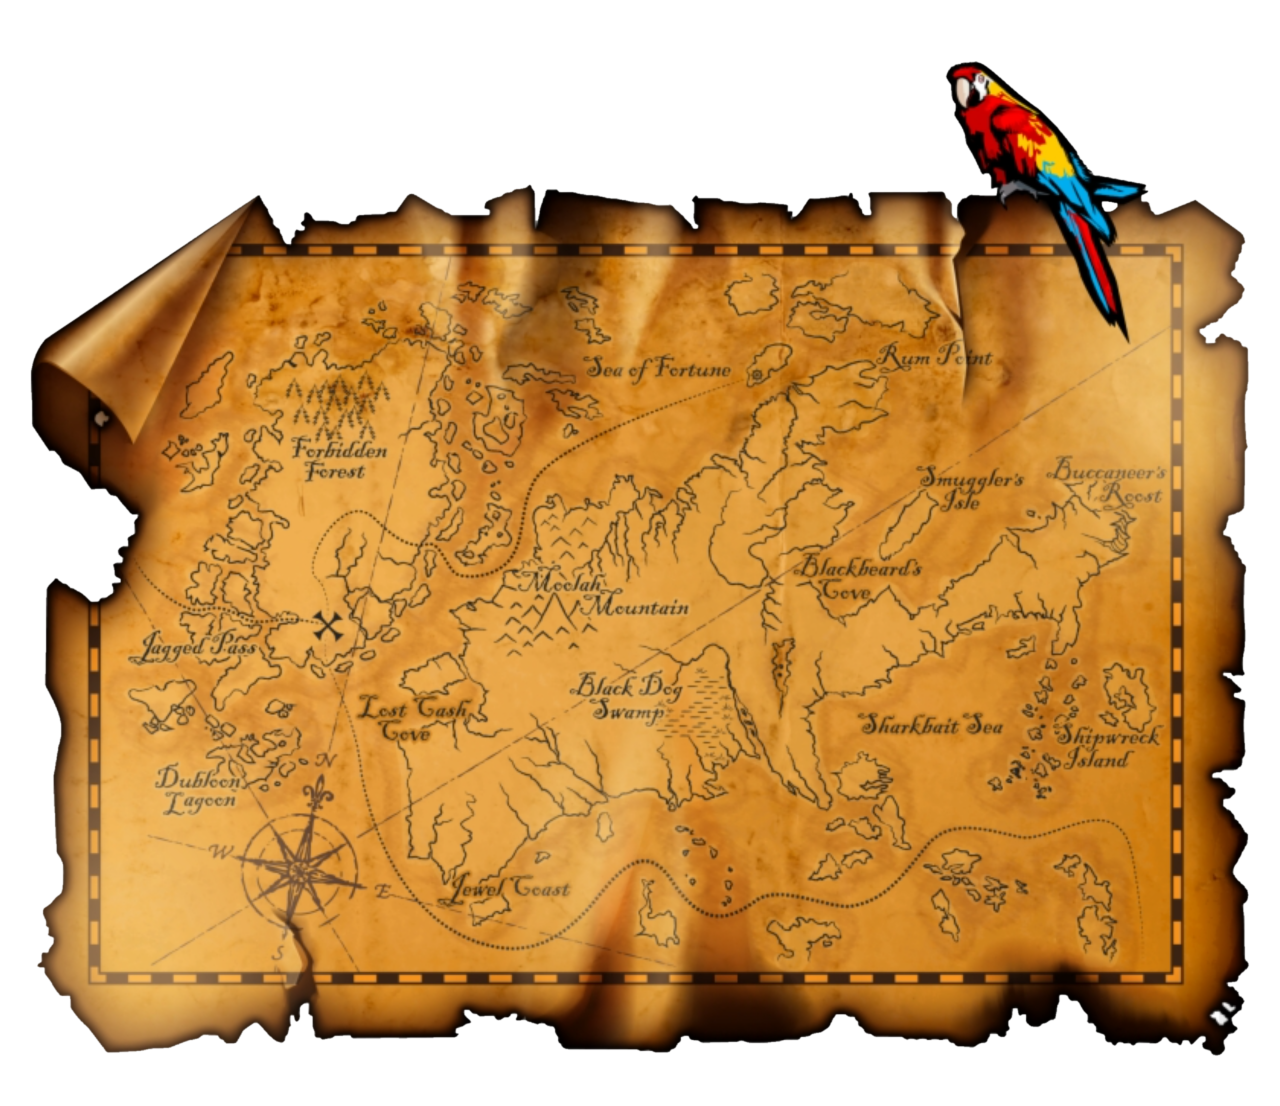 Sea of Fortune
Rum Point
Forbidden
Forest
Smuggler's
Isle
Buccaneer's
Roost
Moolah
Mountain
Blackbeard's
Cove
Jagged Pass
Black Dog
Swamp
Lost Cash
Cove
Sharkbait Sea
Shipwreck
Island
Dubloon
Lagoon
N
W
E
S
Jewel Coast